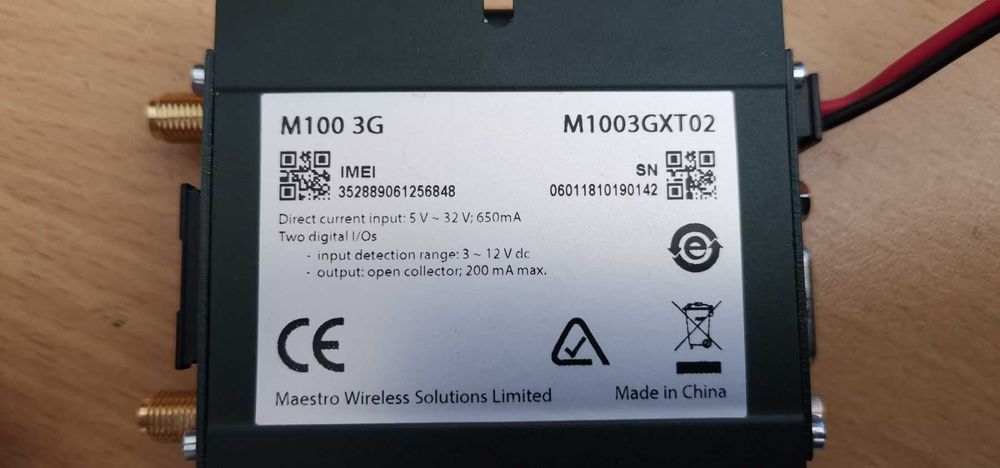 M100 3G
M1003GXT02
IMEI
352889061256848
SN
06011810190142
Direct current input: 5 V ~ 32 V; 650mA
Two digital I/Os
- input detection range: 3 ~ 12 V dc
- output: open collector; 200 mA max.
e
CE
Maestro Wireless Solutions Limited
Made in China